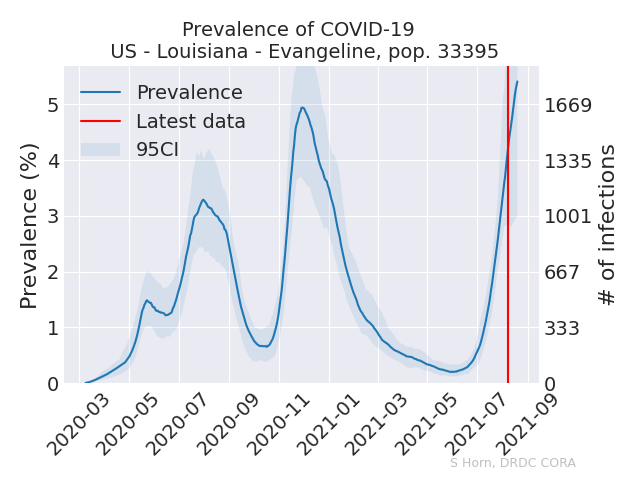 Prevalence of COVID-19
US - Louisiana - Evangeline, pop. 33395
Prevalence
Latest data
95CI
Prevalence (%)
5
4
3
2
1
0
1669
1335
1001
667
333
0
# of infections
2020-03
2020-05
2020-07
2020-09
2020-11
2021-01
2021-03
2021-05
2021-07
2021-09
S Horn, DRDC CORA